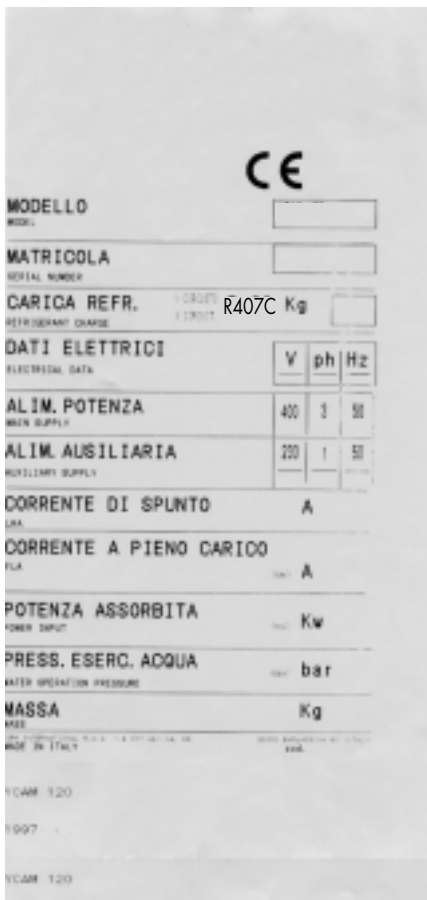 CE
MODELLO
MODEL
MATRICOLA
SERIAL NUMBER
CARICA REFR. R407C Kg
REFRIGERANT CHARGE
DATI ELETTRICI V ph Hz
ELECTRICAL DATA
ALIM. POTENZA 400 3 50
MAIN SUPPLY
ALIM. AUSILIARIA 230 1 50
AUXILIARY SUPPLY
CORRENTE DI SPUNTO A
LRA
CORRENTE A PIENO CARICO
FLA A
POTENZA ASSORBITA Kw
POWER INPUT
PRESS. ESERC. ACQUA bar
WATER OPERATION PRESSURE
MASSA Kg
MASS
MADE IN ITALY
YCAM 120
1997
YCAM 120